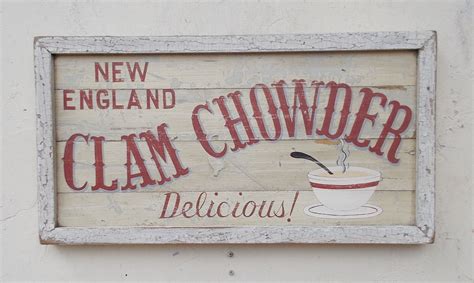 NEW
ENGLAND
CLAM CHOWDER
Delicious!